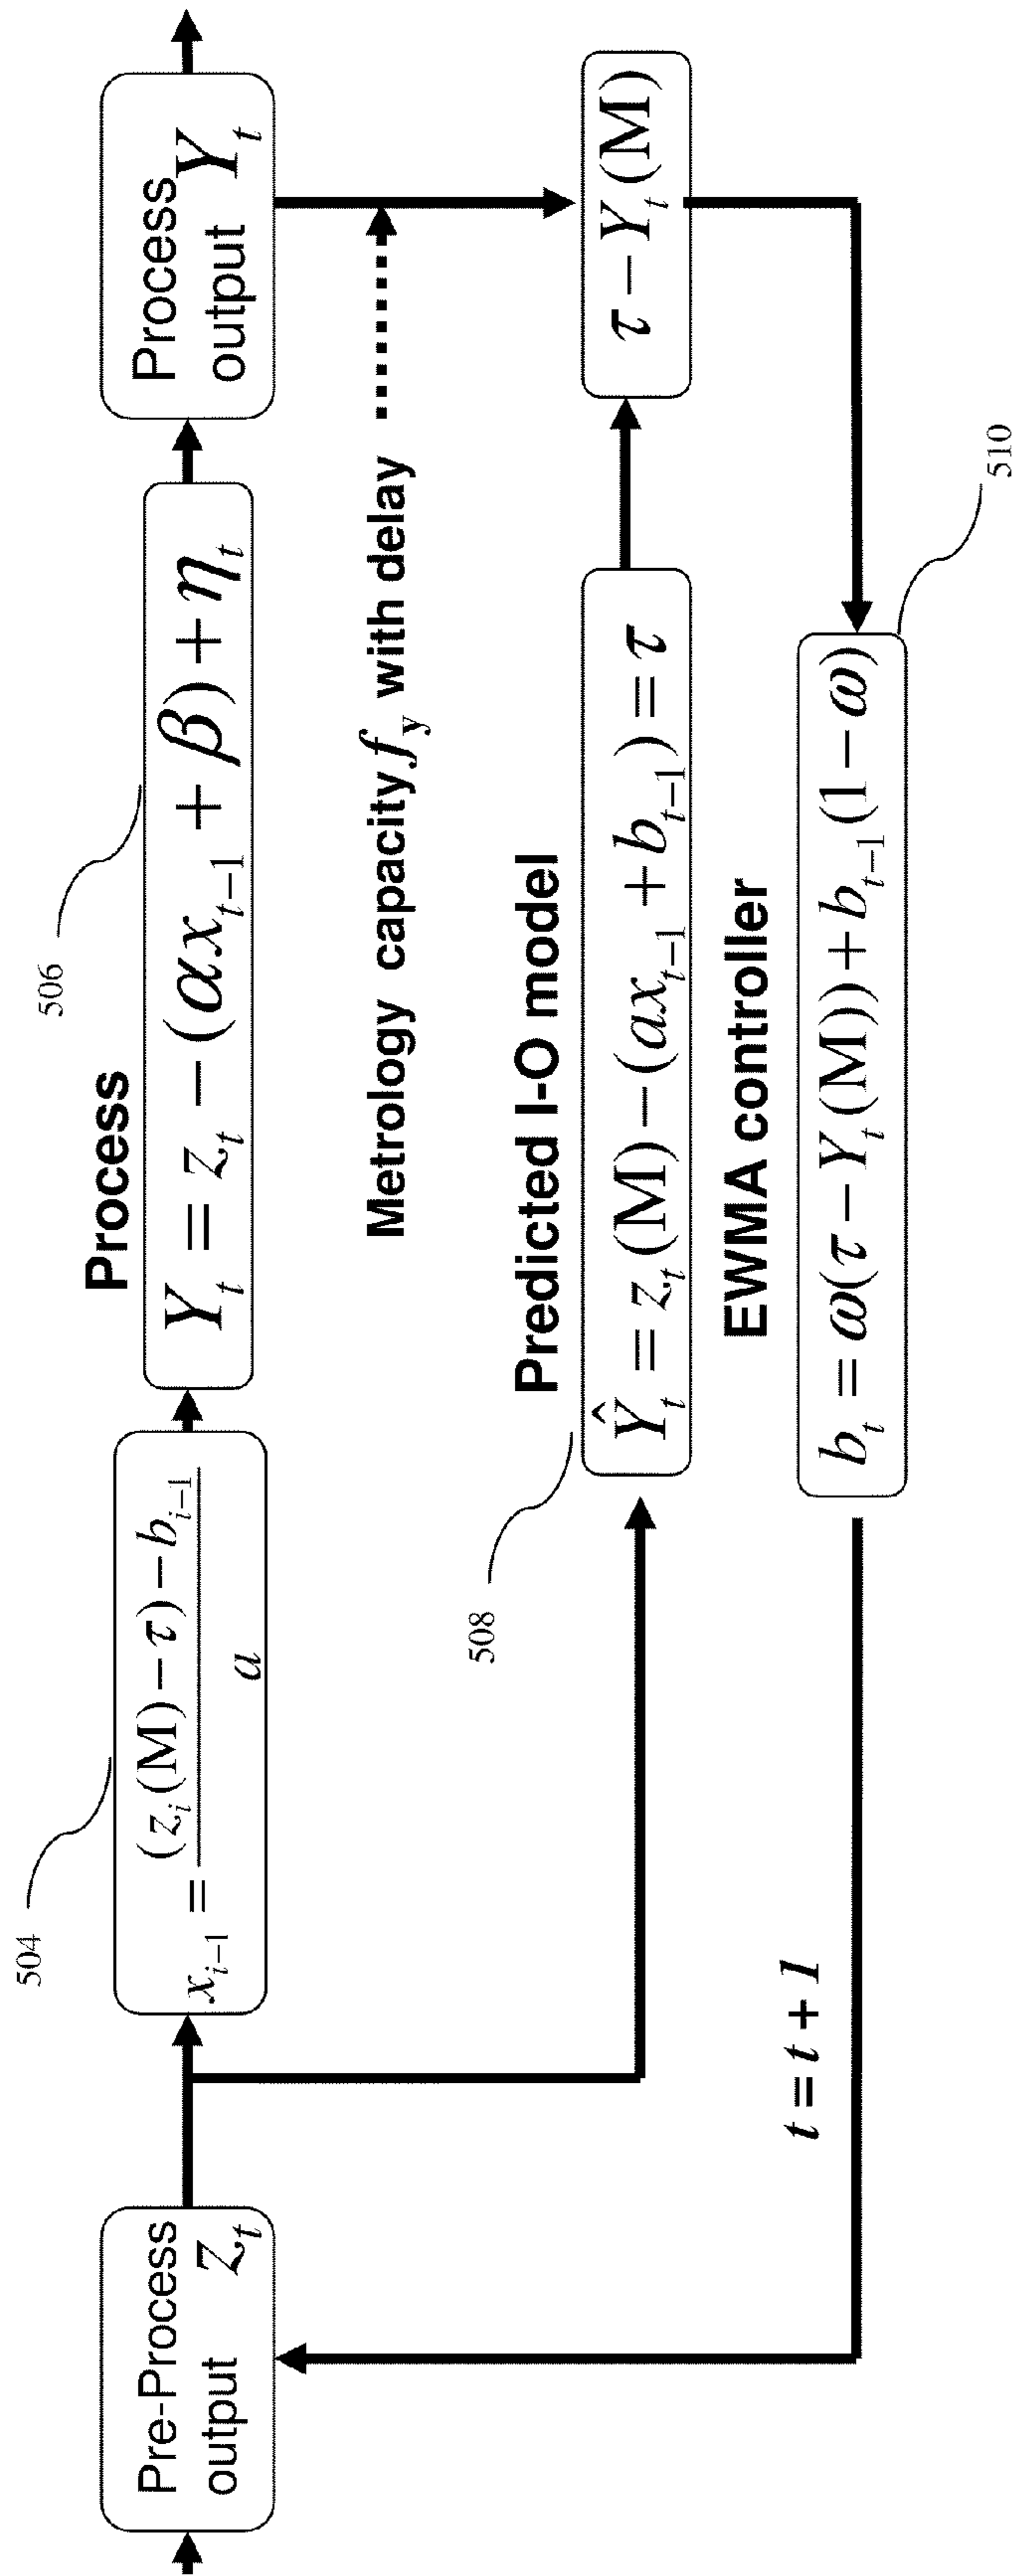 Pre-Process
output Z_t
504
x_{i−1} = \frac{(z_i(M) − τ) − b_{i−1}}{a}
Process
506
Y_t = z_t − (αx_{t−1} + β) + η_t
Process
output Y_t
Metrology capacity f_y with delay
Predicted I-O model
508
Ŷ_t = z_t(M) − (ax_{t−1} + b_{t−1}) = τ
τ − Y_t(M)
EWMA controller
b_t = ω(τ − Y_t(M)) + b_{t−1}(1 − ω)
510
t = t + 1